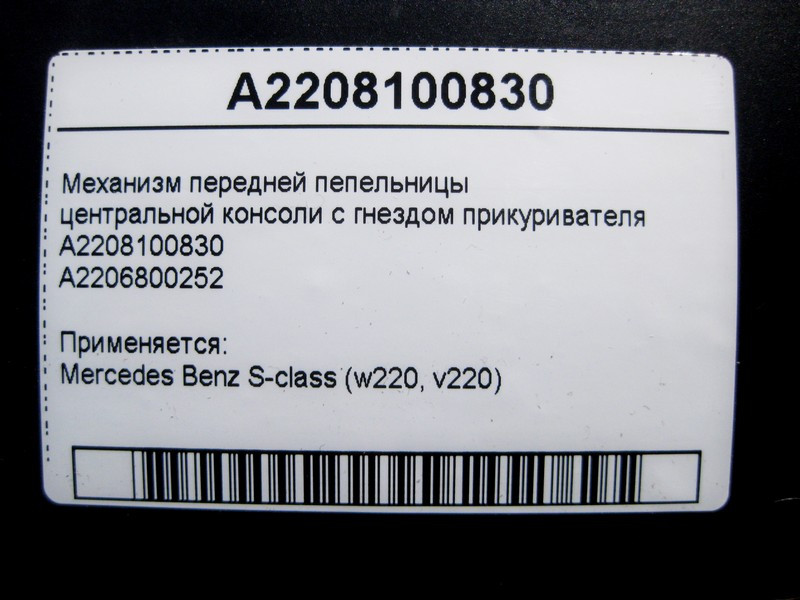 A2208100830
Механизм передней пепельницы
центральной консоли с гнездом прикуривателя
A2208100830
A2206800252
Применяется:
Mercedes Benz S-class (w220, v220)